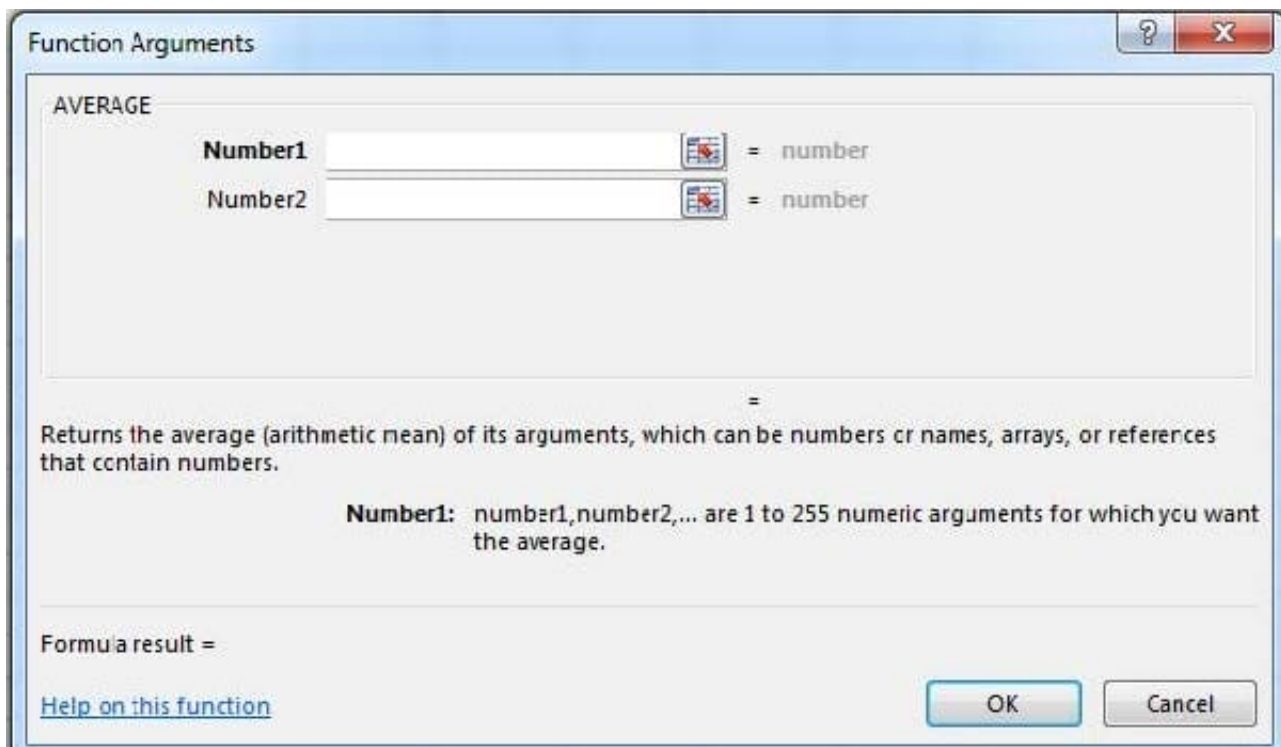 Function Arguments
?
X
AVERAGE
Number1 = number
Number2 = number
=
Returns the average (arithmetic mean) of its arguments, which can be numbers or names, arrays, or references
that contain numbers.
Number1: number1,number2,... are 1 to 255 numeric arguments for which you want
the average.
Formula result =
Help on this function
OK
Cancel